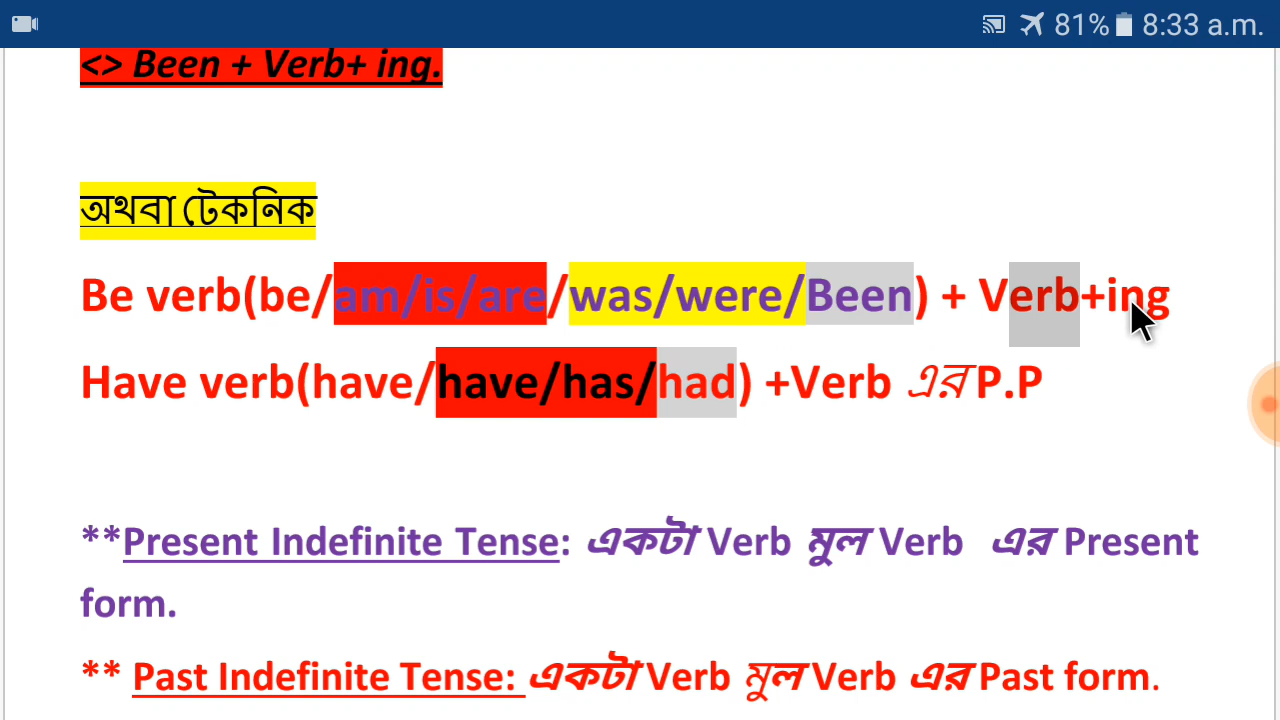 81% 8:33 a.m.
<> Been + Verb+ ing.
অথবা টেকনিক
Be verb(be/am/is/are/was/were/Been) + Verb+ing
Have verb(have/have/has/had) +Verb এর P.P
**Present Indefinite Tense: একটা Verb মুল Verb এর Present
form.
** Past Indefinite Tense: একটা Verb মুল Verb এর Past form.